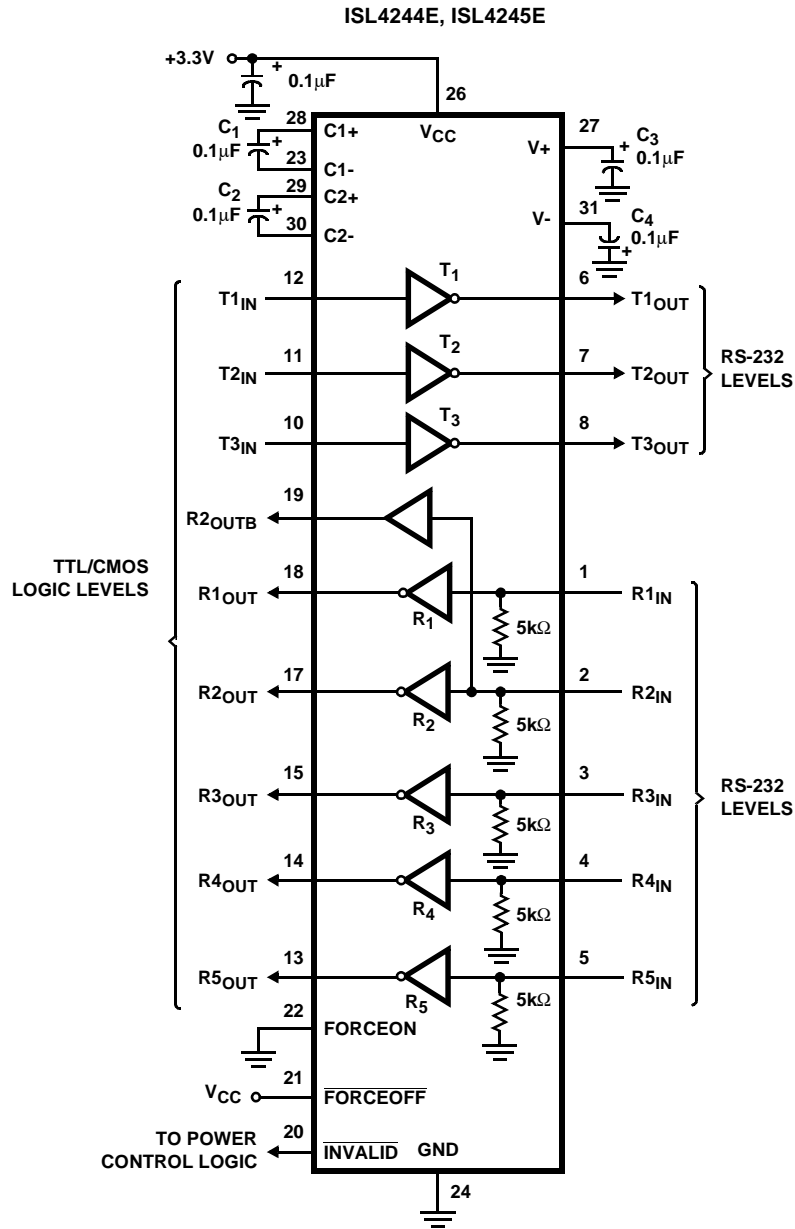 ISL4244E, ISL4245E
+3.3V
+
0.1µF
26
VCC
28
C1+
C1
0.1µF
+
23
C1-
29
C2+
C2
0.1µF
+
30
C2-
27
V+
+
C3
0.1µF
31
V-
C4
0.1µF
+
T1IN
12
T1
6
T1OUT
T2IN
11
T2
7
T2OUT
T3IN
10
T3
8
T3OUT
RS-232
LEVELS
R2OUTB
19
TTL/CMOS
LOGIC LEVELS
R1OUT
18
R1
5kΩ
1
R1IN
R2OUT
17
R2
5kΩ
2
R2IN
R3OUT
15
R3
5kΩ
3
R3IN
R4OUT
14
R4
5kΩ
4
R4IN
R5OUT
13
R5
5kΩ
5
R5IN
RS-232
LEVELS
22
FORCEON
VCC
21
FORCEOFF
TO POWER
CONTROL LOGIC
20
INVALID
GND
24